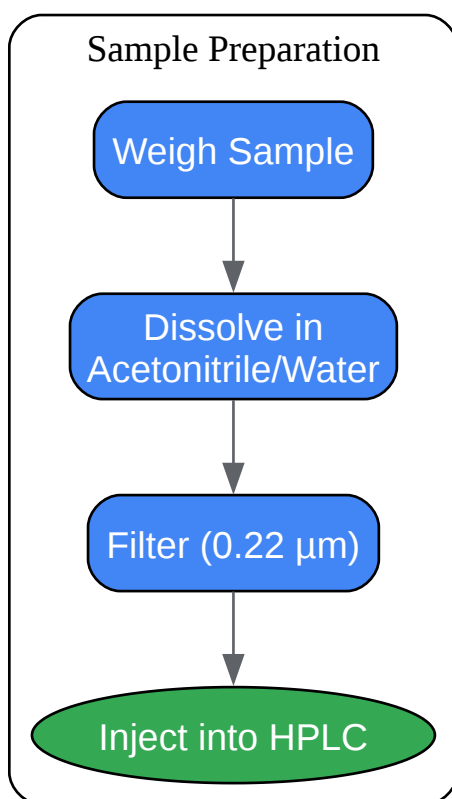 Sample Preparation
Weigh Sample
Dissolve in
Acetonitrile/Water
Filter (0.22 µm)
Inject into HPLC